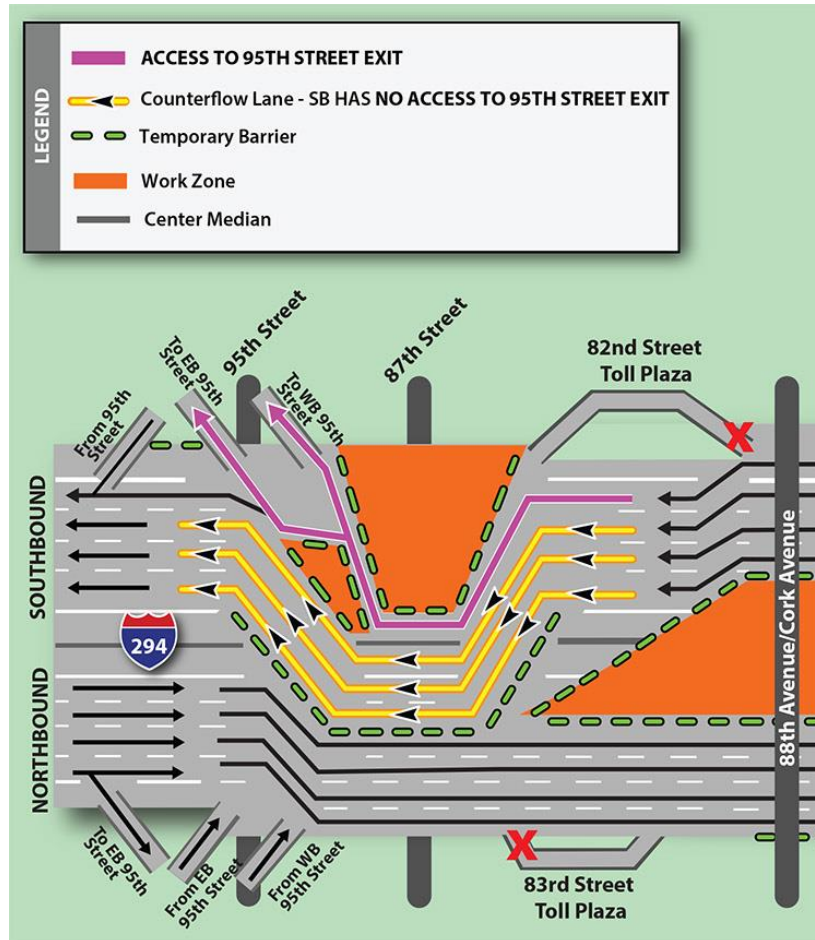 LEGEND
ACCESS TO 95TH STREET EXIT
Counterflow Lane - SB HAS NO ACCESS TO 95TH STREET EXIT
Temporary Barrier
Work Zone
Center Median
95th Street
87th Street
To EB 95th
Street
To WB 95th
Street
From 95th
Street
82nd Street
Toll Plaza
X
SOUTHBOUND
294
NORTHBOUND
88th Avenue/Cork Avenue
To EB 95th
Street
From EB
95th Street
From WB
95th Street
X
83rd Street
Toll Plaza